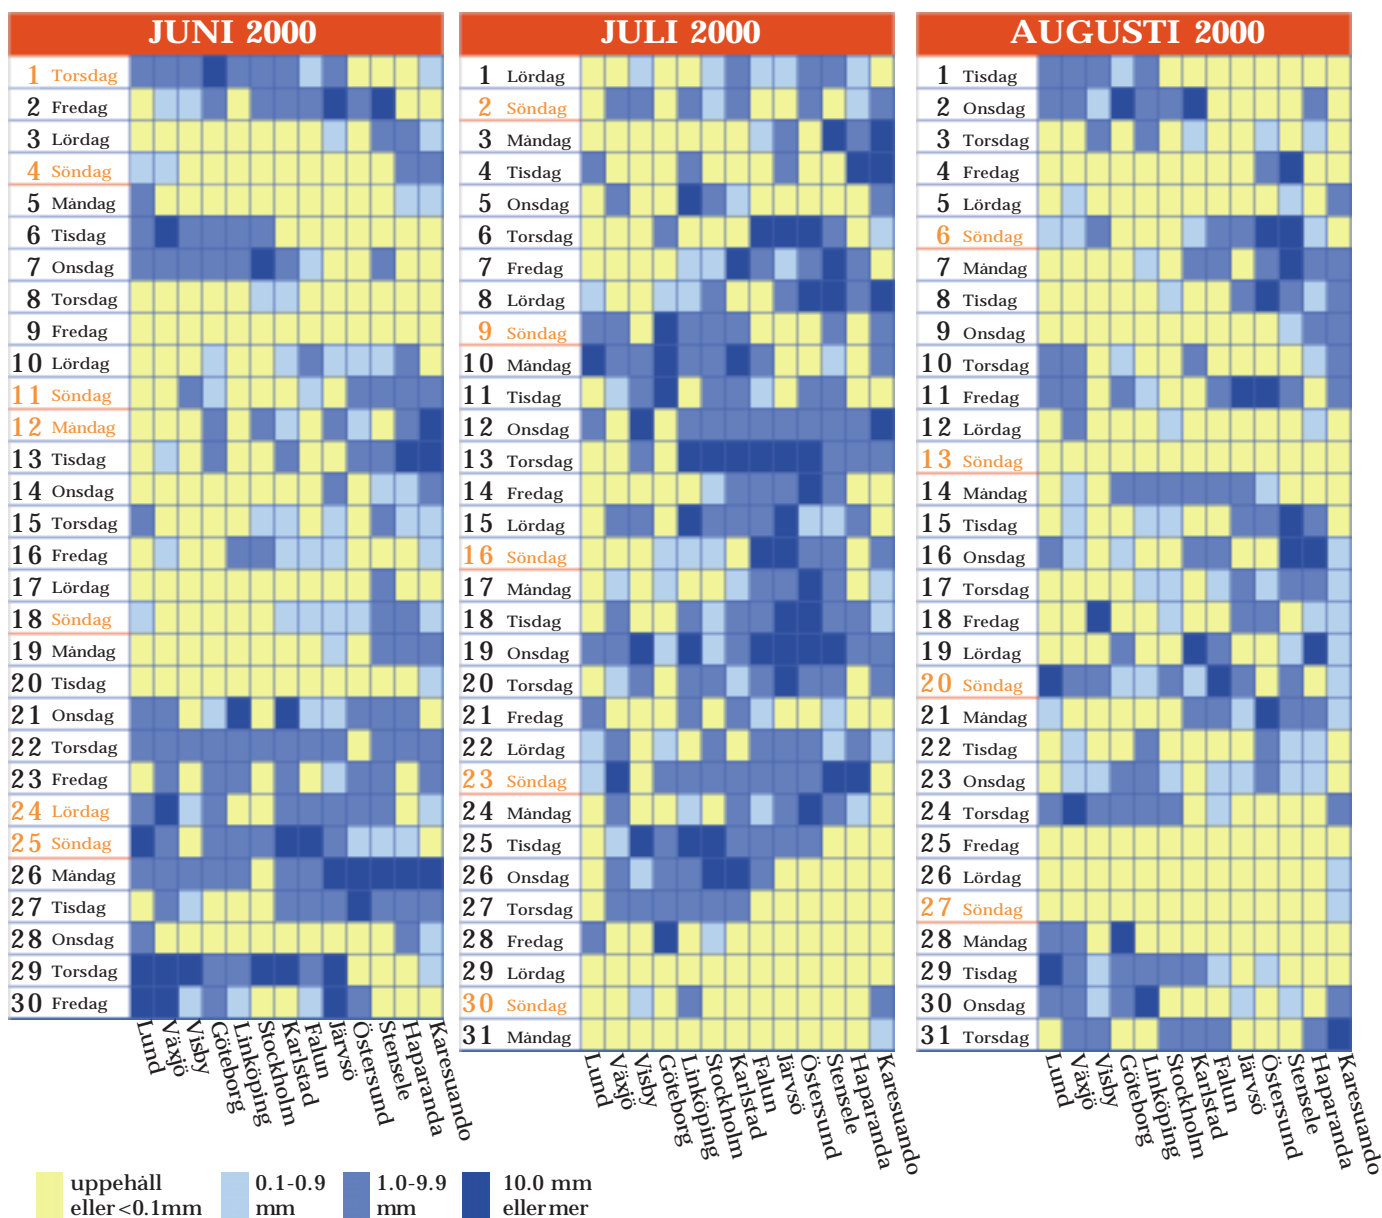 JUNI 2000
1 Torsdag
2 Fredag
3 Lördag
4 Söndag
5 Måndag
6 Tisdag
7 Onsdag
8 Torsdag
9 Fredag
10 Lördag
11 Söndag
12 Måndag
13 Tisdag
14 Onsdag
15 Torsdag
16 Fredag
17 Lördag
18 Söndag
19 Måndag
20 Tisdag
21 Onsdag
22 Torsdag
23 Fredag
24 Lördag
25 Söndag
26 Måndag
27 Tisdag
28 Onsdag
29 Torsdag
30 Fredag
Lund
Växjö
Visby
Göteborg
Linköping
Stockholm
Karlstad
Falun
Järvsö
Östersund
Stensele
Haparanda
Karesuando
JULI 2000
1 Lördag
2 Söndag
3 Måndag
4 Tisdag
5 Onsdag
6 Torsdag
7 Fredag
8 Lördag
9 Söndag
10 Måndag
11 Tisdag
12 Onsdag
13 Torsdag
14 Fredag
15 Lördag
16 Söndag
17 Måndag
18 Tisdag
19 Onsdag
20 Torsdag
21 Fredag
22 Lördag
23 Söndag
24 Måndag
25 Tisdag
26 Onsdag
27 Torsdag
28 Fredag
29 Lördag
30 Söndag
31 Måndag
Lund
Växjö
Visby
Göteborg
Linköping
Stockholm
Karlstad
Falun
Järvsö
Östersund
Stensele
Haparanda
Karesuando
AUGUSTI 2000
1 Tisdag
2 Onsdag
3 Torsdag
4 Fredag
5 Lördag
6 Söndag
7 Måndag
8 Tisdag
9 Onsdag
10 Torsdag
11 Fredag
12 Lördag
13 Söndag
14 Måndag
15 Tisdag
16 Onsdag
17 Torsdag
18 Fredag
19 Lördag
20 Söndag
21 Måndag
22 Tisdag
23 Onsdag
24 Torsdag
25 Fredag
26 Lördag
27 Söndag
28 Måndag
29 Tisdag
30 Onsdag
31 Torsdag
Lund
Växjö
Visby
Göteborg
Linköping
Stockholm
Karlstad
Falun
Järvsö
Östersund
Stensele
Haparanda
Karesuando
uppehåll
eller <0.1mm
0.1-0.9
mm
1.0-9.9
mm
10.0 mm
eller mer